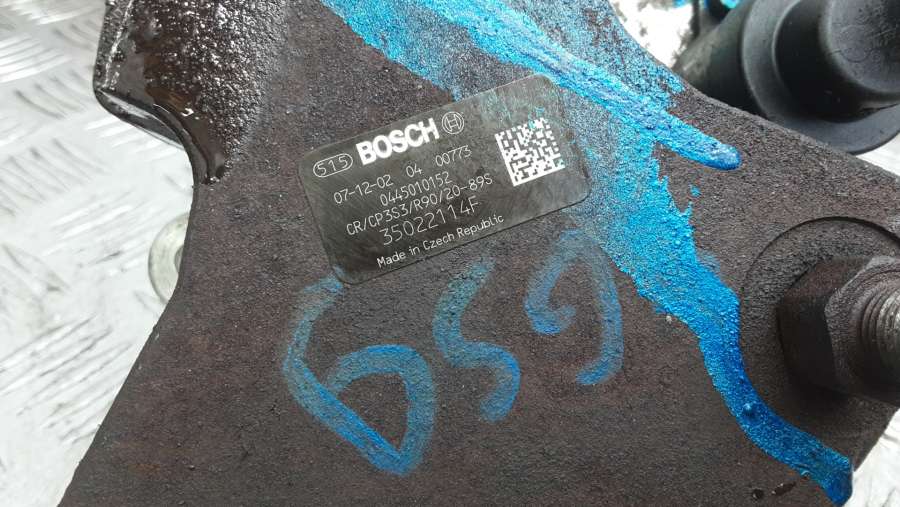 515 BOSCH
07-12-02 04 00773
0445010152
CR/CP3S3/R90/20-89S
35022114F
Made in Czech Republic
659